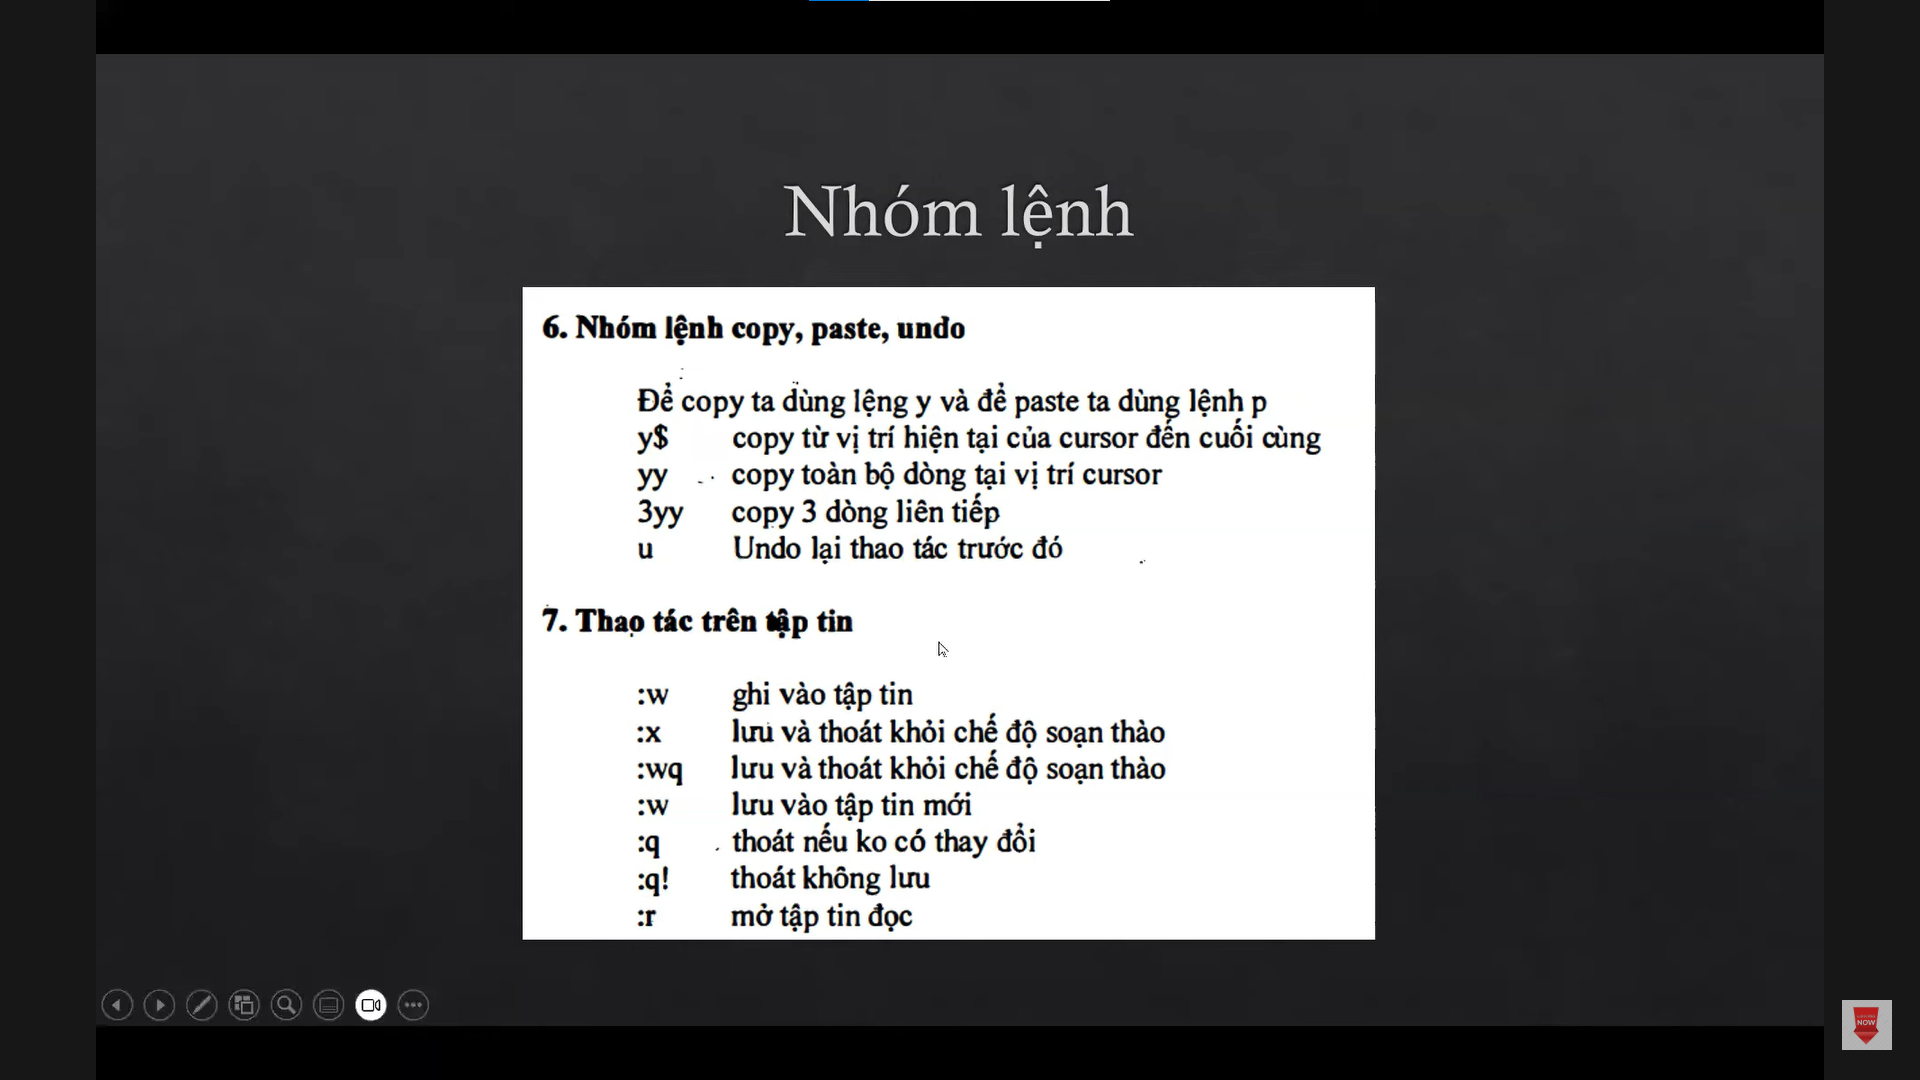 Nhóm lệnh
6. Nhóm lệnh copy, paste, undo
Để copy ta dùng lệng y và để paste ta dùng lệnh p
y$ copy từ vị trí hiện tại của cursor đến cuối cùng
yy copy toàn bộ dòng tại vị trí cursor
3yy copy 3 dòng liên tiếp
u Undo lại thao tác trước đó
7. Thao tác trên tập tin
:w ghi vào tập tin
:x lưu và thoát khỏi chế độ soạn thảo
:wq lưu và thoát khỏi chế độ soạn thảo
:w lưu vào tập tin mới
:q thoát nếu ko có thay đổi
:q! thoát không lưu
:r mở tập tin đọc
NOW